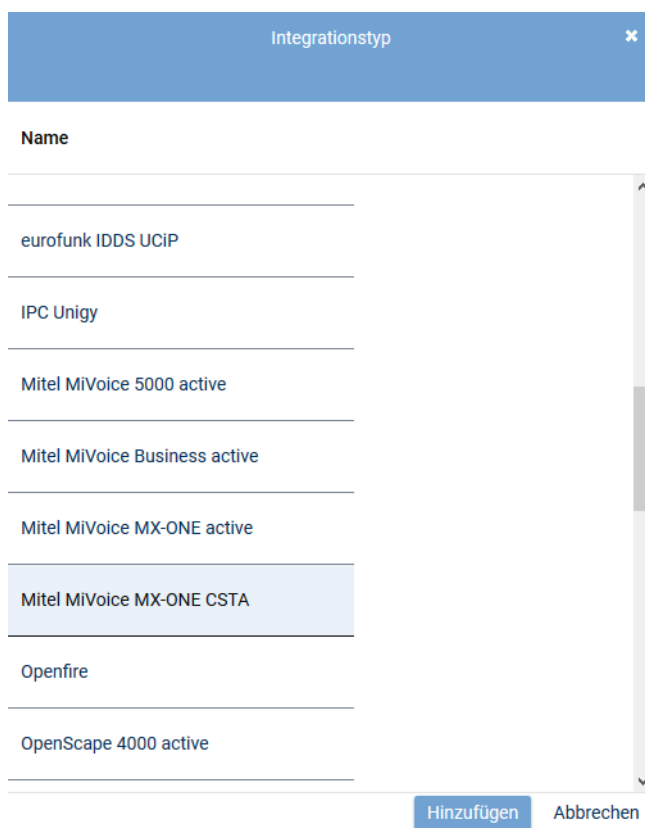 Integrationstyp
Name
eurofunk IDDS UCiP
IPC Unigy
Mitel MiVoice 5000 active
Mitel MiVoice Business active
Mitel MiVoice MX-ONE active
Mitel MiVoice MX-ONE CSTA
Openfire
OpenScape 4000 active
Hinzufügen Abbrechen